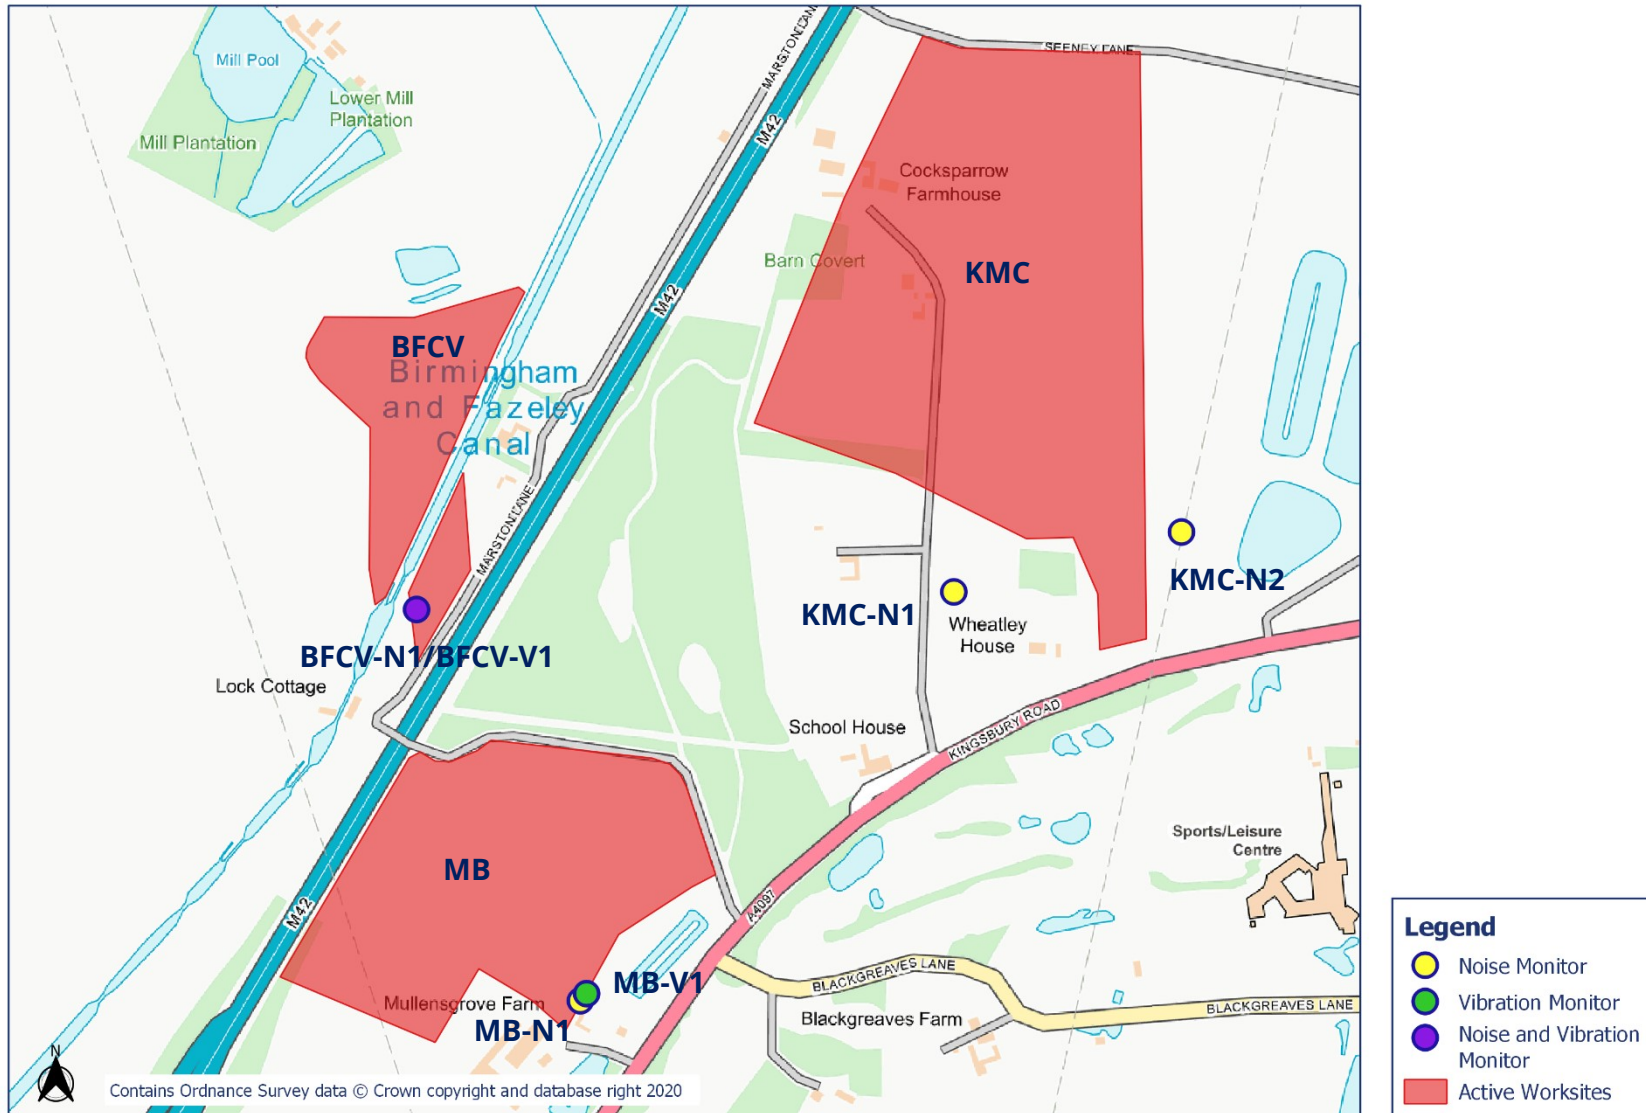 MARSTON LANE
SEENEY LANE
Mill Pool
Lower Mill
Plantation
Mill Plantation
M42
Cocksparrow
Farmhouse
Barn Covert
KMC
M42
BFCV
Birmingham
and Fazeley
Canal
MARSTON LANE
KMC-N2
KMC-N1
Wheatley
House
BFCV-N1/BFCV-V1
Lock Cottage
School House
KINGSBURY ROAD
Sports/Leisure
Centre
MB
M42
A4097
BLACKGREAVES LANE
BLACKGREAVES LANE
MB-V1
Mullensgrove Farm
MB-N1
Blackgreaves Farm
N
Contains Ordnance Survey data © Crown copyright and database right 2020
Legend
Noise Monitor
Vibration Monitor
Noise and Vibration
Monitor
Active Worksites